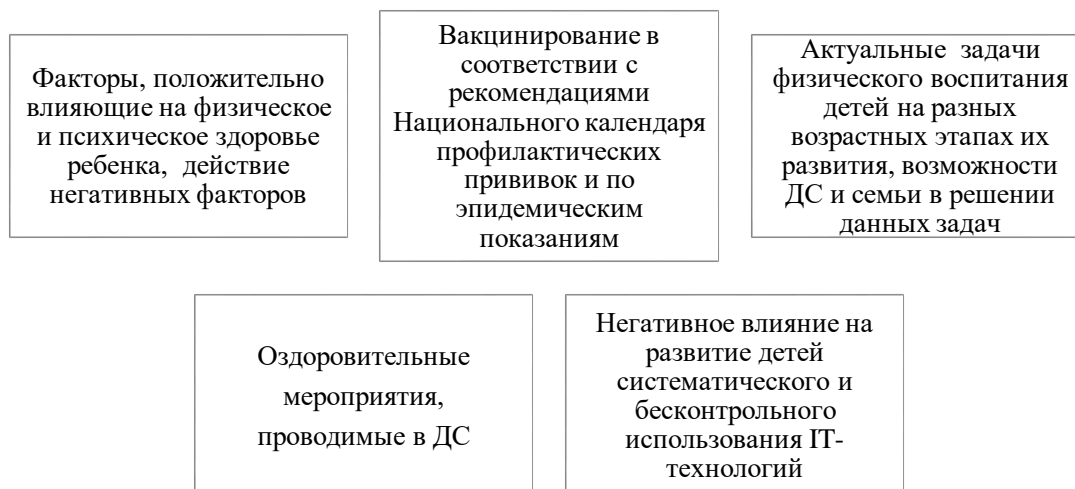 Факторы, положительно
влияющие на физическое
и психическое здоровье
ребенка, действие
негативных факторов
Вакцинирование в
соответствии с
рекомендациями
Национального календаря
профилактических
прививок и по
эпидемическим
показаниям
Актуальные задачи
физического воспитания
детей на разных
возрастных этапах их
развития, возможности
ДС и семьи в решении
данных задач
Оздоровительные
мероприятия,
проводимые в ДС
Негативное влияние на
развитие детей
систематического и
бесконтрольного
использования IT-
технологий